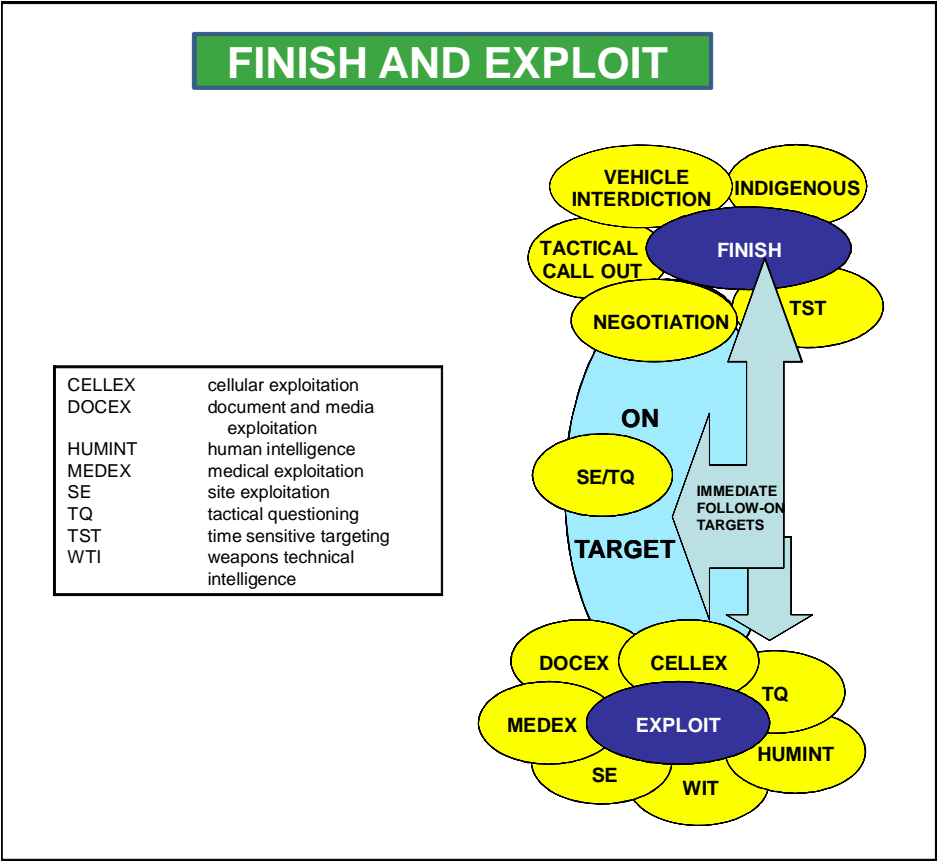 FINISH AND EXPLOIT
VEHICLE
INTERDICTION
INDIGENOUS
TACTICAL
CALL OUT
FINISH
NEGOTIATION
TST
CELLEX cellular exploitation
DOCEX document and media
exploitation
HUMINT human intelligence
MEDEX medical exploitation
SE site exploitation
TQ tactical questioning
TST time sensitive targeting
WTI weapons technical
intelligence
ON
SE/TQ
TARGET
IMMEDIATE
FOLLOW-ON
TARGETS
DOCEX
CELLEX
TQ
MEDEX
EXPLOIT
HUMINT
SE
WIT